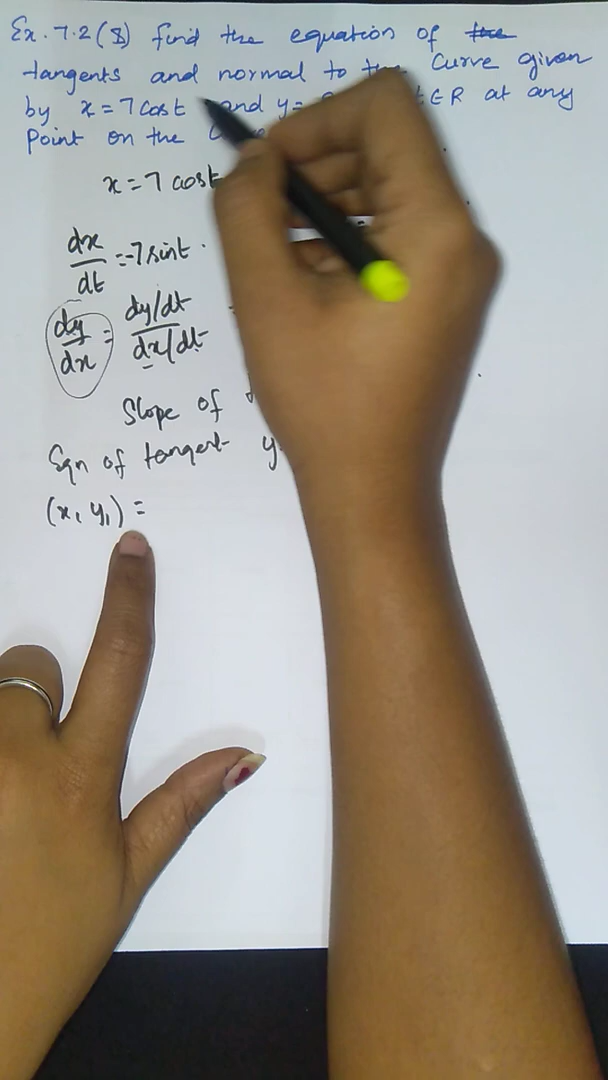 Ex. 7.2 (8) find the equation of the
tangents and normal to the Curve given
by x = 7 cost and y = t ∈ R at any
Point on the
x = 7 cost
dx/dt = -7 sint .
dy/dx = (dy/dt)/(dx/dt)
Slope of
Eqn of tangent y
(x₁ y₁) =